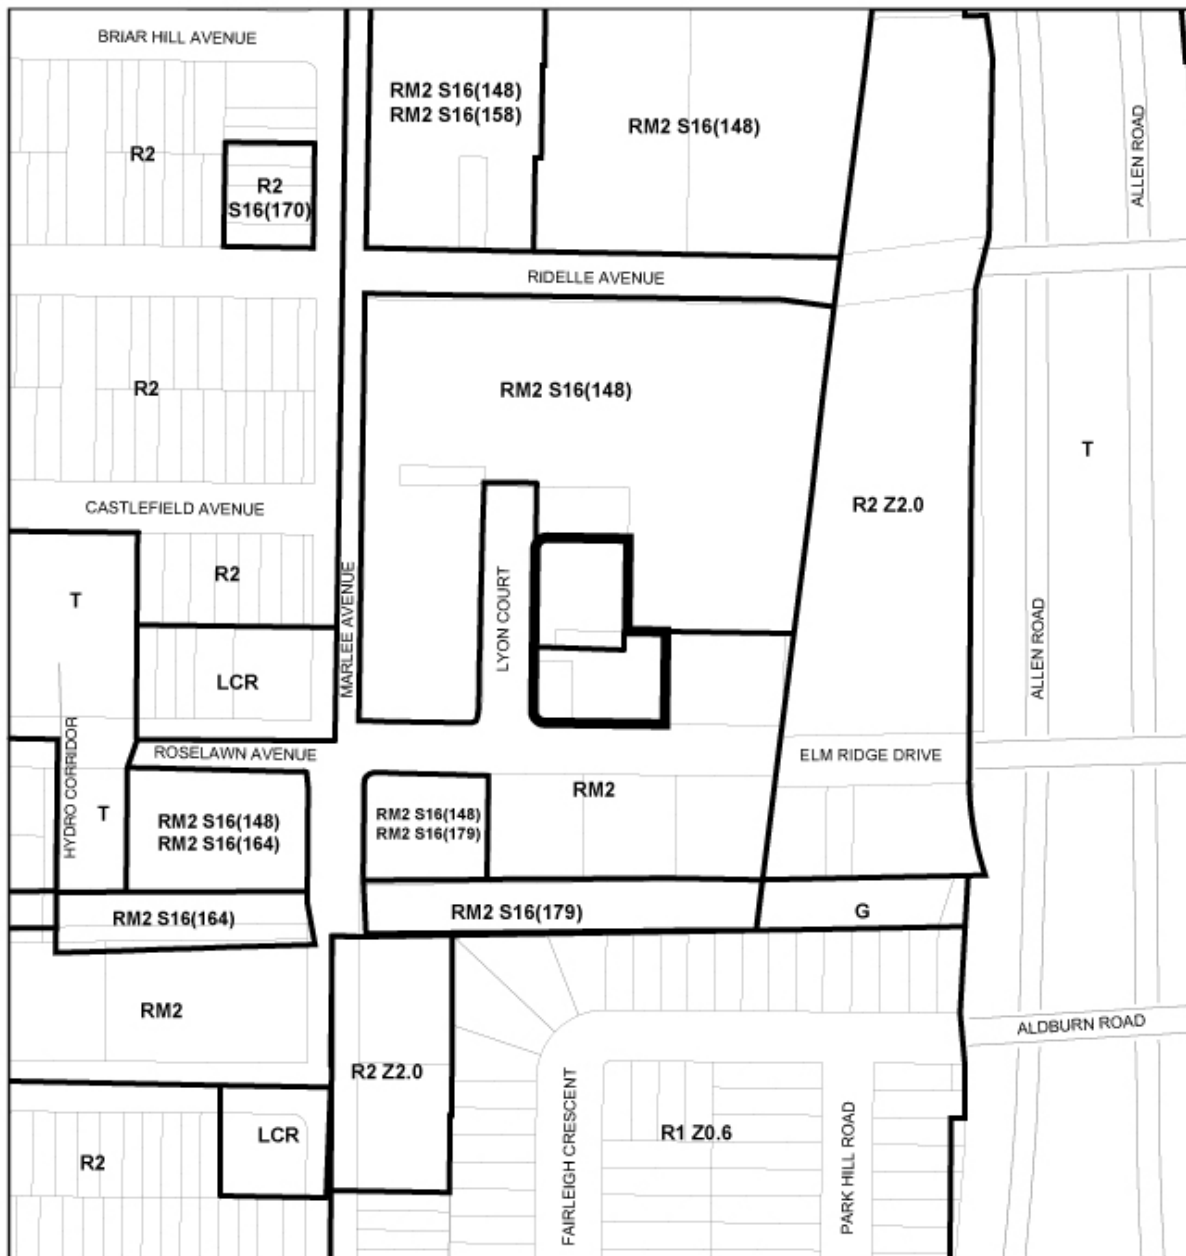 BRIAR HILL AVENUE
RM2 S16(148)
RM2 S16(158)
RM2 S16(148)
ALLEN ROAD
R2
R2
S16(170)
RIDELLE AVENUE
R2
RM2 S16(148)
T
CASTLEFIELD AVENUE
R2 Z2.0
R2
T
MARLEE AVENUE
LYON COURT
ALLEN ROAD
LCR
ROSELAWN AVENUE
ELM RIDGE DRIVE
HYDRO CORRIDOR
T
RM2 S16(148)
RM2 S16(164)
RM2 S16(148)
RM2 S16(179)
RM2
RM2 S16(164)
RM2 S16(179)
G
RM2
ALDBURN ROAD
R2 Z2.0
FAIRLEIGH CRESCENT
R1 Z0.6
PARK HILL ROAD
LCR
R2